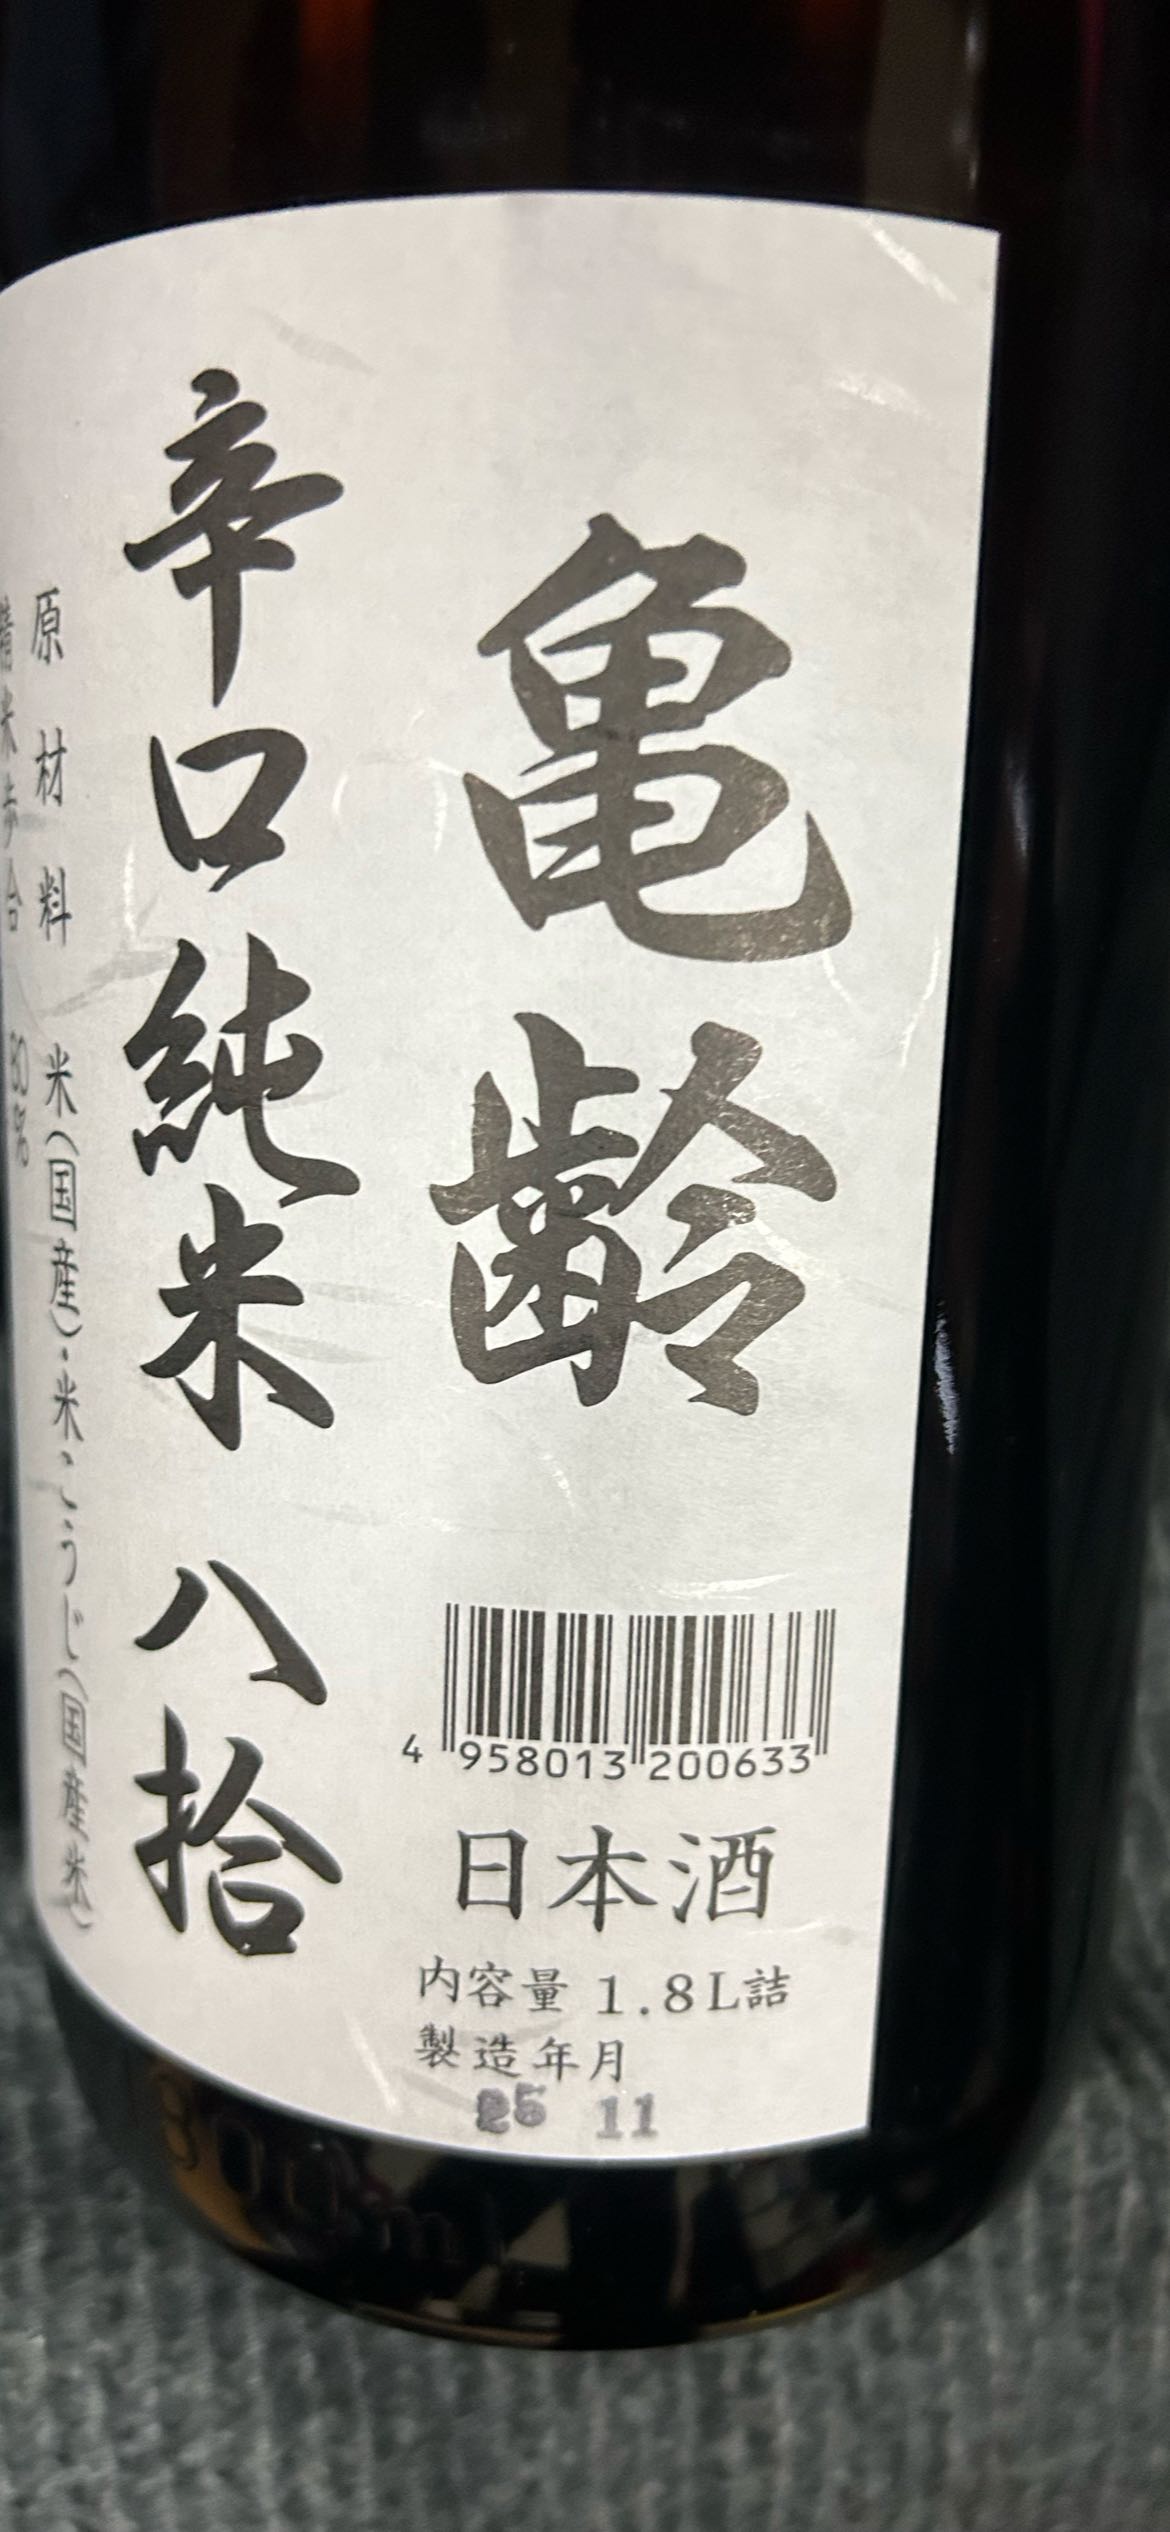 亀齢
4 958013 200633
日本酒
内容量 1.8L詰
製造年月
25 11
辛口純米 八拾
原材料 米(国産)・米こうじ(国産米)
精米歩合 80%